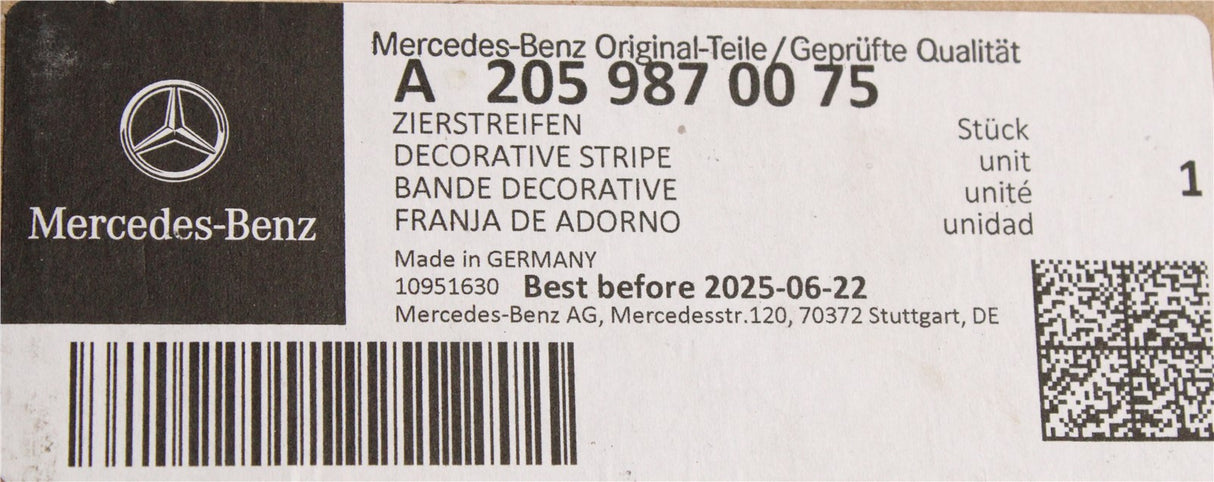 Mercedes-Benz
Mercedes-Benz Original-Teile/Geprüfte Qualität
A 205 987 00 75
ZIERSTREIFEN Stück
DECORATIVE STRIPE unit
BANDE DECORATIVE unité
FRANJA DE ADORNO unidad
1
Made in GERMANY
10951630 Best before 2025-06-22
Mercedes-Benz AG, Mercedesstr.120, 70372 Stuttgart, DE